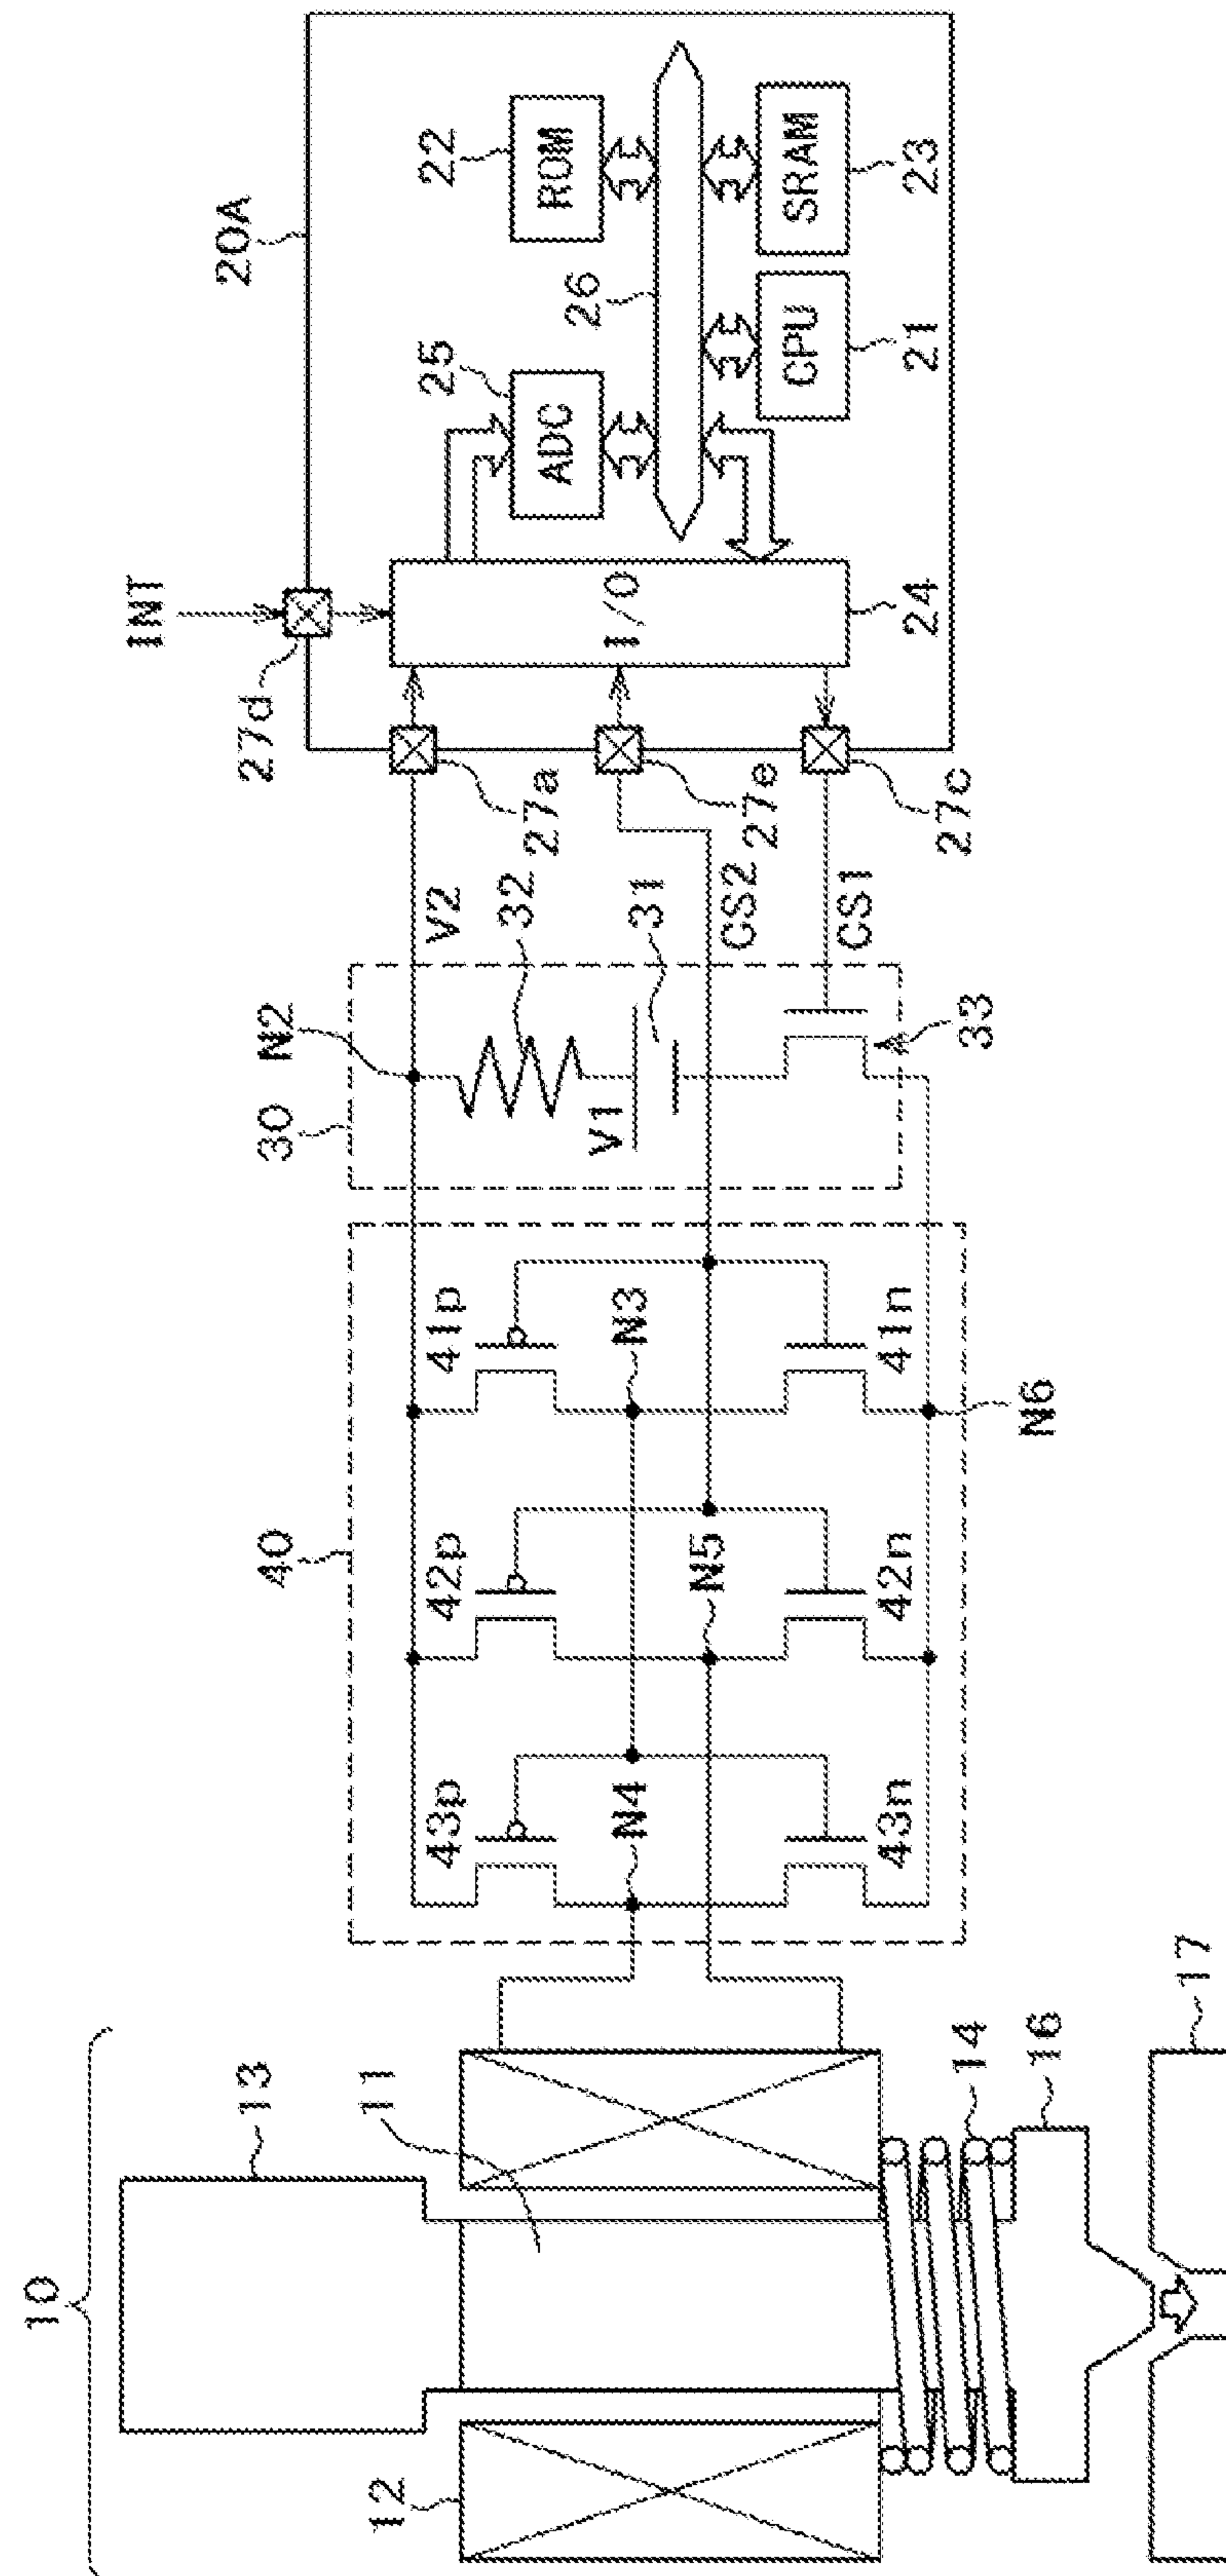 10
13
11
12
14
16
17
40
43p
42p
41p
N4
N3
N5
43n
42n
41n
N6
30
N2
V2
32
V1
31
CS2
CS1
33
INT
27d
27a
27e
27c
20A
I/O
24
25
ADC
22
ROM
26
CPU
21
SRAM
23